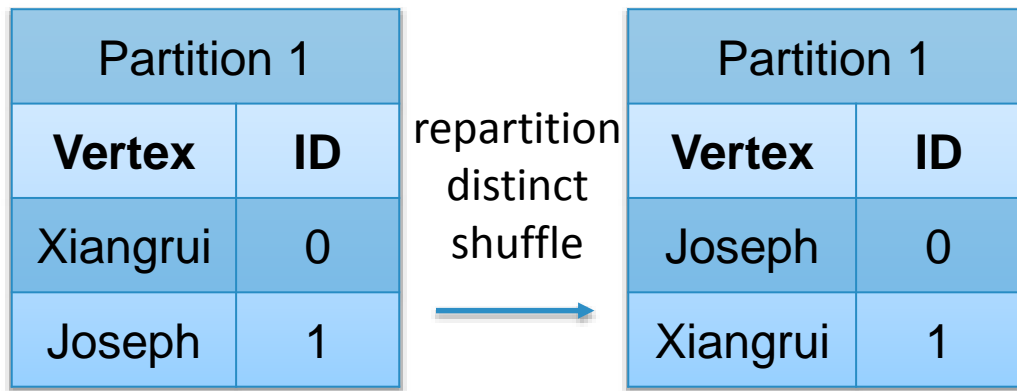 Partition 1
Vertex ID
Xiangrui 0
Joseph 1
repartition
distinct
shuffle
Partition 1
Vertex ID
Joseph 0
Xiangrui 1